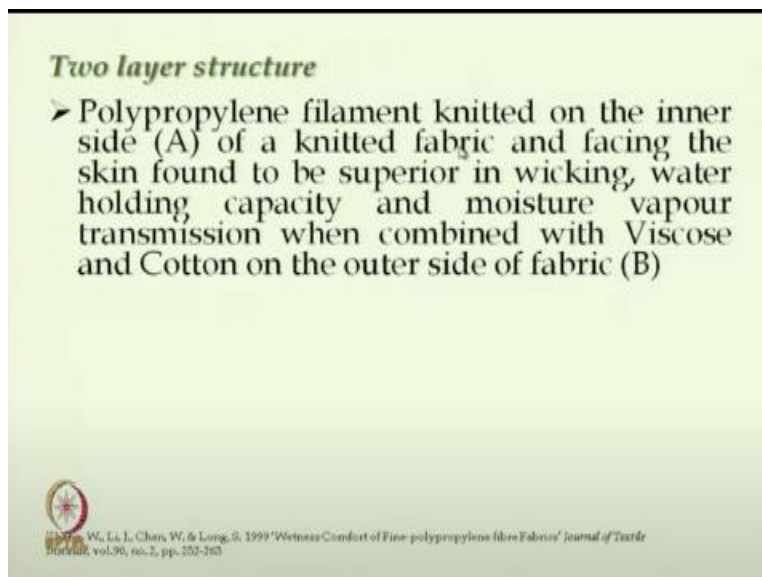 Two layer structure
➤ Polypropylene filament knitted on the inner
side (A) of a knitted fabric and facing the
skin found to be superior in wicking, water
holding capacity and moisture vapour
transmission when combined with Viscose
and Cotton on the outer side of fabric (B)
W., Li, J., Chen, W. & Long, S. 1999 'Wetness Comfort of Fine-polypropylene fibre Fabrics' Journal of Textile
vol.90, no. 2, pp. 252-263